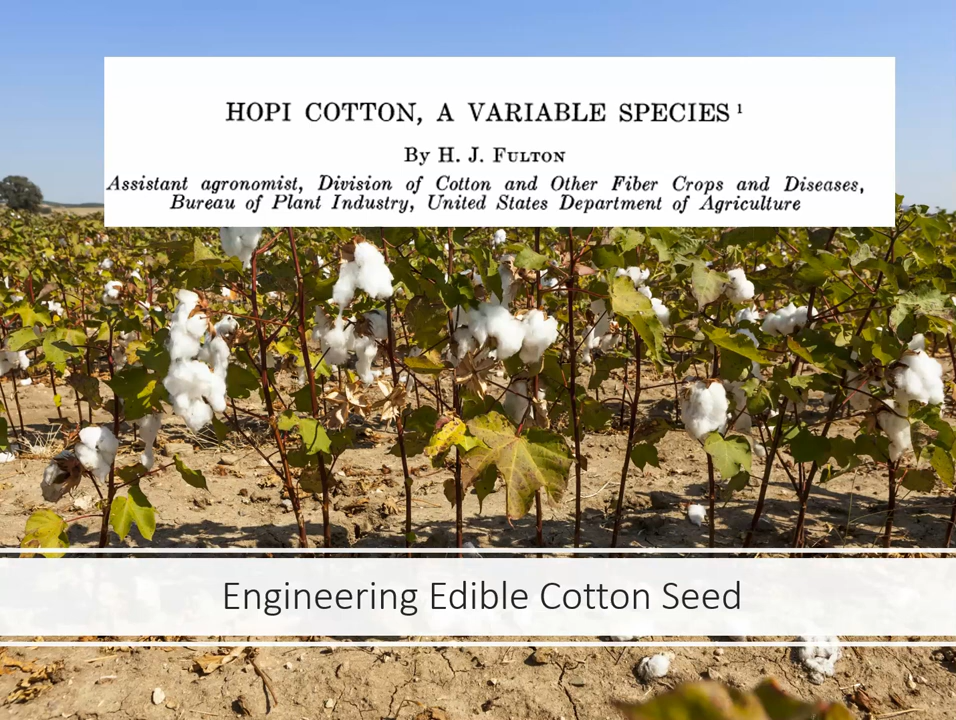 HOPI COTTON, A VARIABLE SPECIES ¹
By H. J. FULTON
Assistant agronomist, Division of Cotton and Other Fiber Crops and Diseases,
Bureau of Plant Industry, United States Department of Agriculture
Engineering Edible Cotton Seed